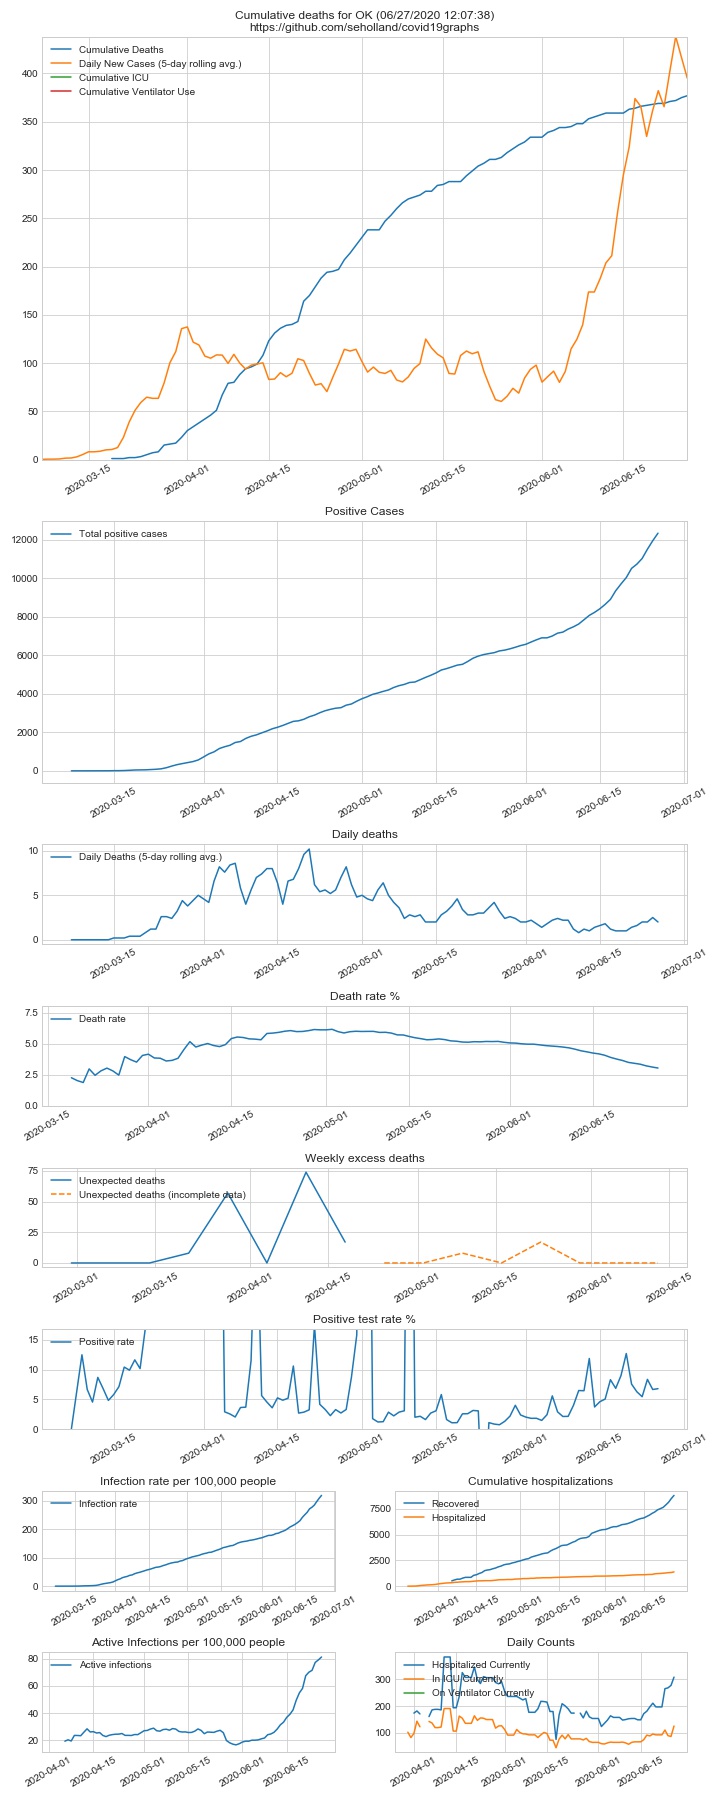 Cumulative deaths for OK (06/27/2020 12:07:38)
https://github.com/seholland/covid19graphs
Cumulative Deaths
Daily New Cases (5-day rolling avg.)
Cumulative ICU
Cumulative Ventilator Use
400
350
300
250
200
150
100
50
0
2020-03-15 2020-04-01 2020-04-15 2020-05-01 2020-05-15 2020-06-01 2020-06-15
Positive Cases
Total positive cases
12000
10000
8000
6000
4000
2000
0
2020-03-15 2020-04-01 2020-04-15 2020-05-01 2020-05-15 2020-06-01 2020-06-15 2020-07-01
Daily deaths
Daily Deaths (5-day rolling avg.)
10
5
0
2020-03-15 2020-04-01 2020-04-15 2020-05-01 2020-05-15 2020-06-01 2020-06-15 2020-07-01
Death rate %
Death rate
7.5
5.0
2.5
0.0
2020-03-15 2020-04-01 2020-04-15 2020-05-01 2020-05-15 2020-06-01 2020-06-15
Weekly excess deaths
Unexpected deaths
Unexpected deaths (incomplete data)
75
50
25
0
2020-03-01 2020-03-15 2020-04-01 2020-04-15 2020-05-01 2020-05-15 2020-06-01 2020-06-15
Positive test rate %
Positive rate
15
10
5
0
2020-03-15 2020-04-01 2020-04-15 2020-05-01 2020-05-15 2020-06-01 2020-06-15 2020-07-01
Infection rate per 100,000 people
Infection rate
300
200
100
0
2020-03-15 2020-04-01 2020-04-15 2020-05-01 2020-05-15 2020-06-01 2020-06-15 2020-07-01
Cumulative hospitalizations
Recovered
Hospitalized
7500
5000
2500
0
2020-04-01 2020-04-15 2020-05-01 2020-05-15 2020-06-01 2020-06-15
Active Infections per 100,000 people
Active infections
80
60
40
20
2020-04-01 2020-04-15 2020-05-01 2020-05-15 2020-06-01 2020-06-15
Daily Counts
Hospitalized Currently
In ICU Currently
On Ventilator Currently
300
200
100
2020-04-01 2020-04-15 2020-05-01 2020-05-15 2020-06-01 2020-06-15